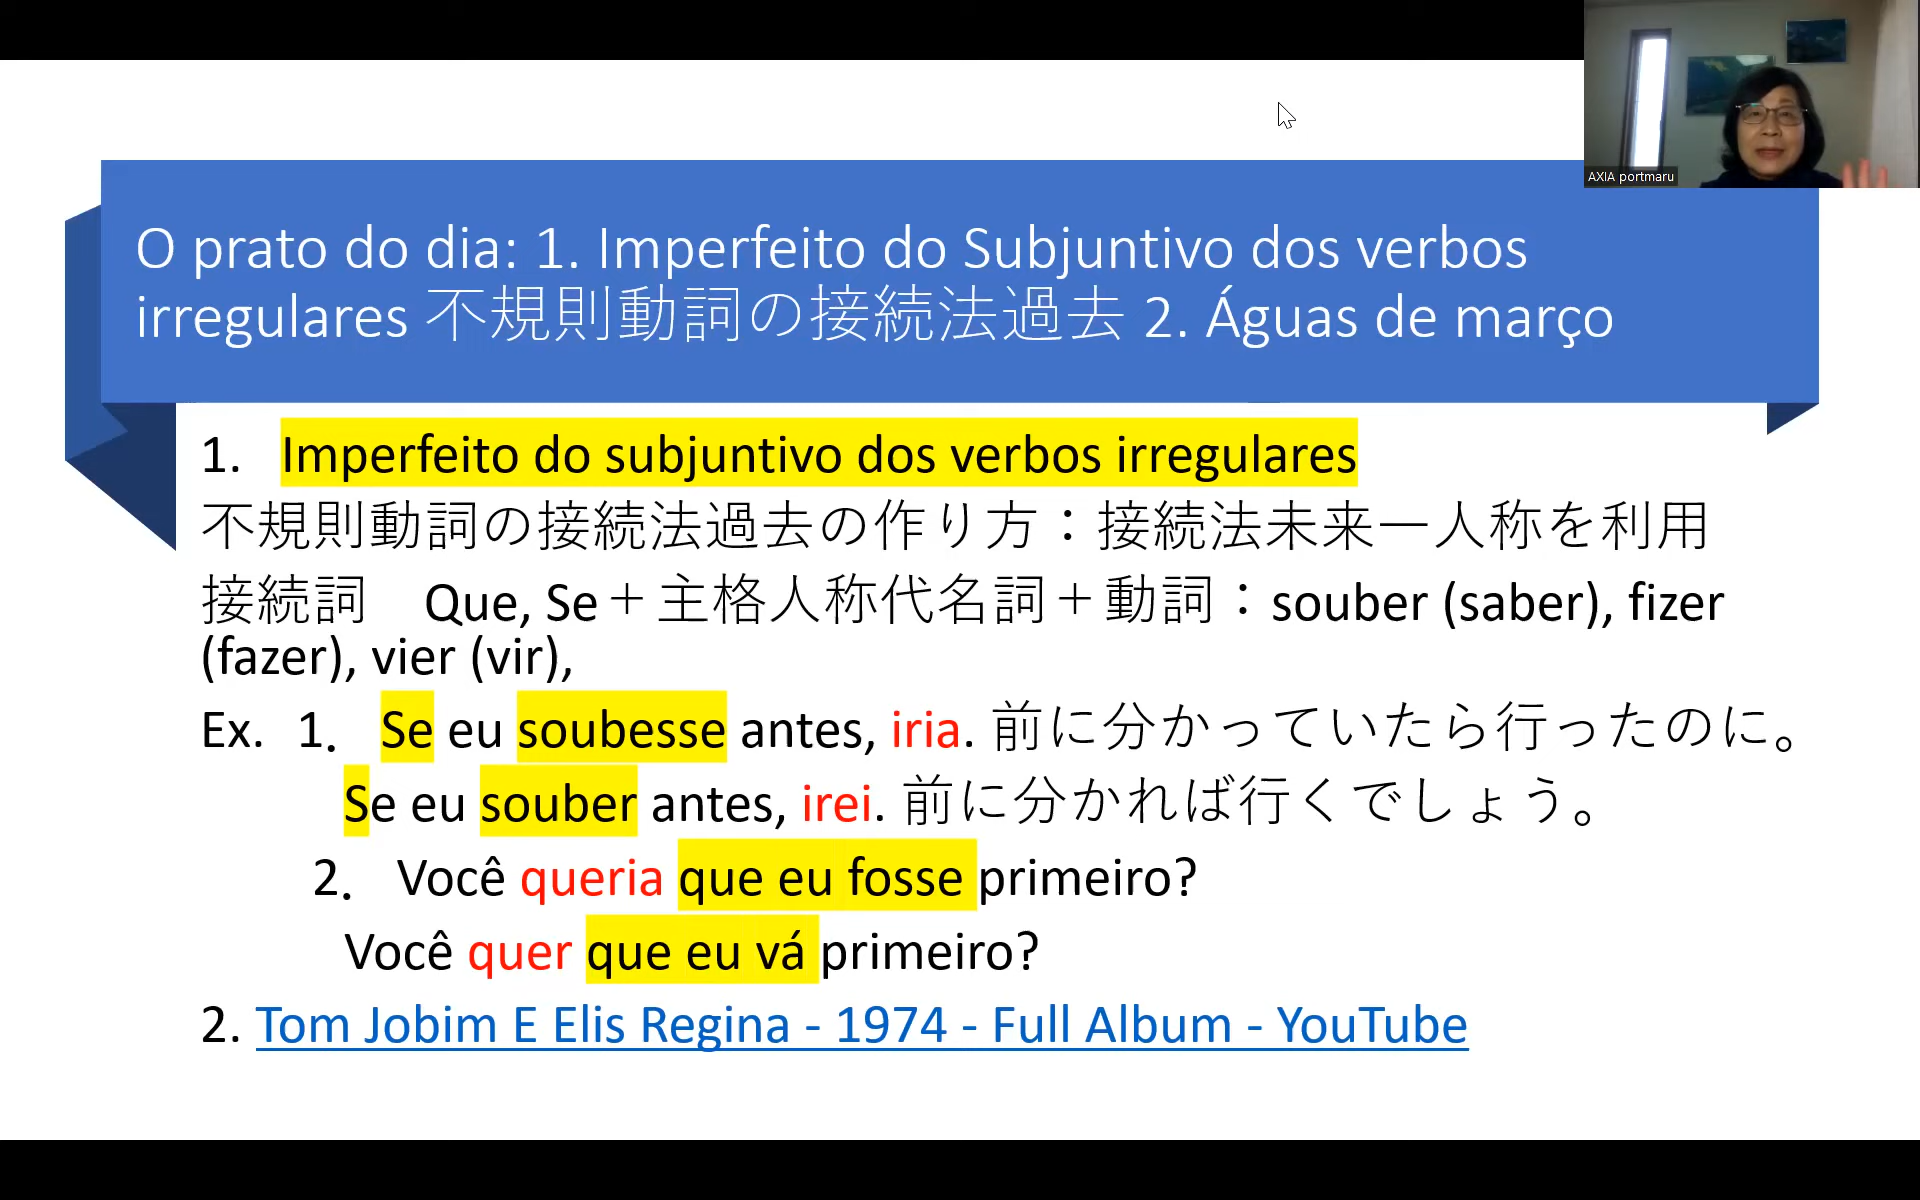 AXIA portmaru
O prato do dia: 1. Imperfeito do Subjuntivo dos verbos
irregulares 不規則動詞の接続法過去 2. Águas de março
1. Imperfeito do subjuntivo dos verbos irregulares
不規則動詞の接続法過去の作り方：接続法未来一人称を利用
接続詞　Que, Se＋主格人称代名詞＋動詞：souber (saber), fizer
(fazer), vier (vir),
Ex. 1. Se eu soubesse antes, iria. 前に分かっていたら行ったのに。
Se eu souber antes, irei. 前に分かれば行くでしょう。
2. Você queria que eu fosse primeiro?
Você quer que eu vá primeiro?
2. Tom Jobim E Elis Regina - 1974 - Full Album - YouTube